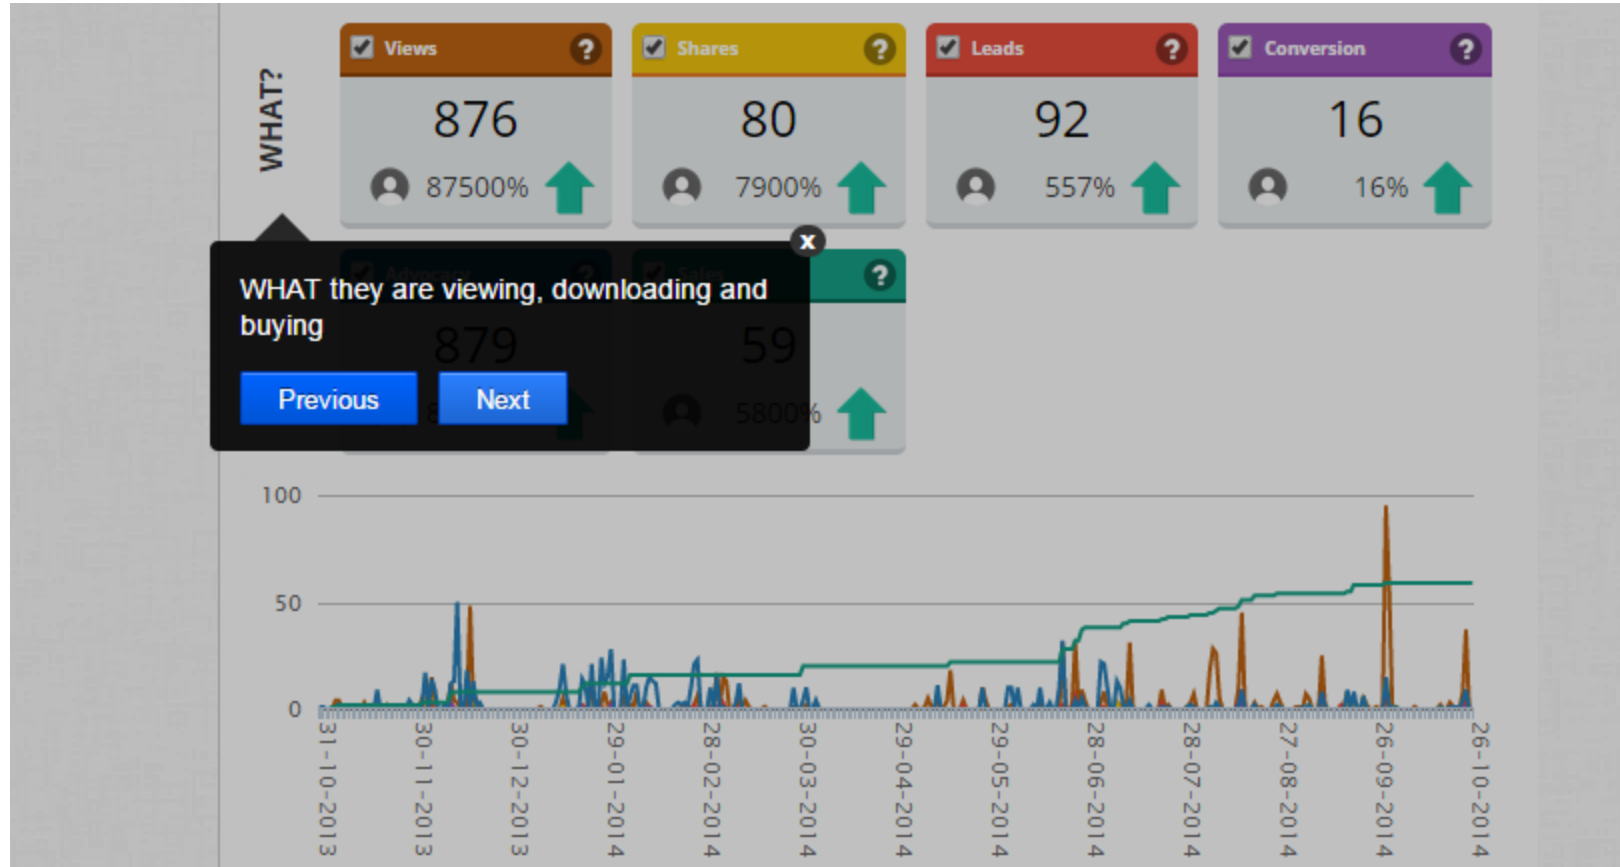 WHAT?
Views ?
876
87500%
Shares ?
80
7900%
Leads ?
92
557%
Conversion ?
16
16%
x
Advocacy ?
879
Sales ?
59
5800%
WHAT they are viewing, downloading and
buying
Previous
Next
100
50
0
31-10-2013
30-11-2013
30-12-2013
29-01-2014
28-02-2014
30-03-2014
29-04-2014
29-05-2014
28-06-2014
28-07-2014
27-08-2014
26-09-2014
26-10-2014